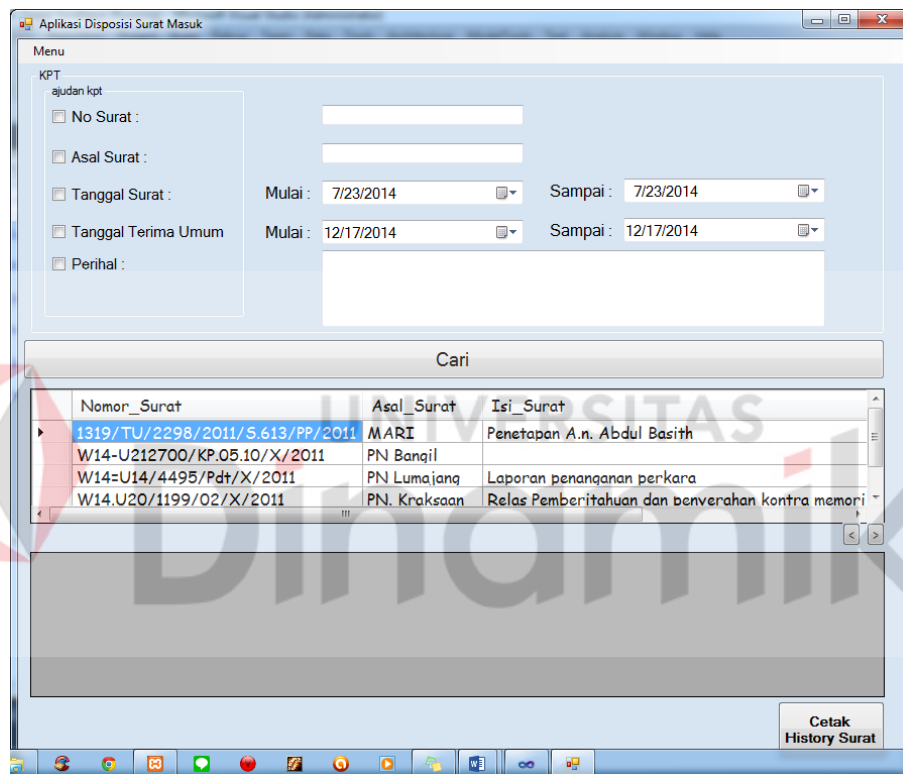 Aplikasi Disposisi Surat Masuk
Menu
KPT
ajudan kpt
No Surat :
Asal Surat :
Tanggal Surat : Mulai : 7/23/2014 Sampai : 7/23/2014
Tanggal Terima Umum Mulai : 12/17/2014 Sampai : 12/17/2014
Perihal :
Cari
Nomor_Surat Asal_Surat Isi_Surat
1319/TU/2298/2011/S.613/PP/2011 MARI Penetapan A.n. Abdul Basith
W14-U212700/KP.05.10/X/2011 PN Bangil
W14=U14/4495/Pdt/X/2011 PN Lumajang Laporan penanganan perkara
W14.U20/1199/02/X/2011 PN. Kraksaan Relas Pemberitahuan dan penyerahan kontra memori
< >
UNIVERSITAS
Dinamik
Cetak
History Surat